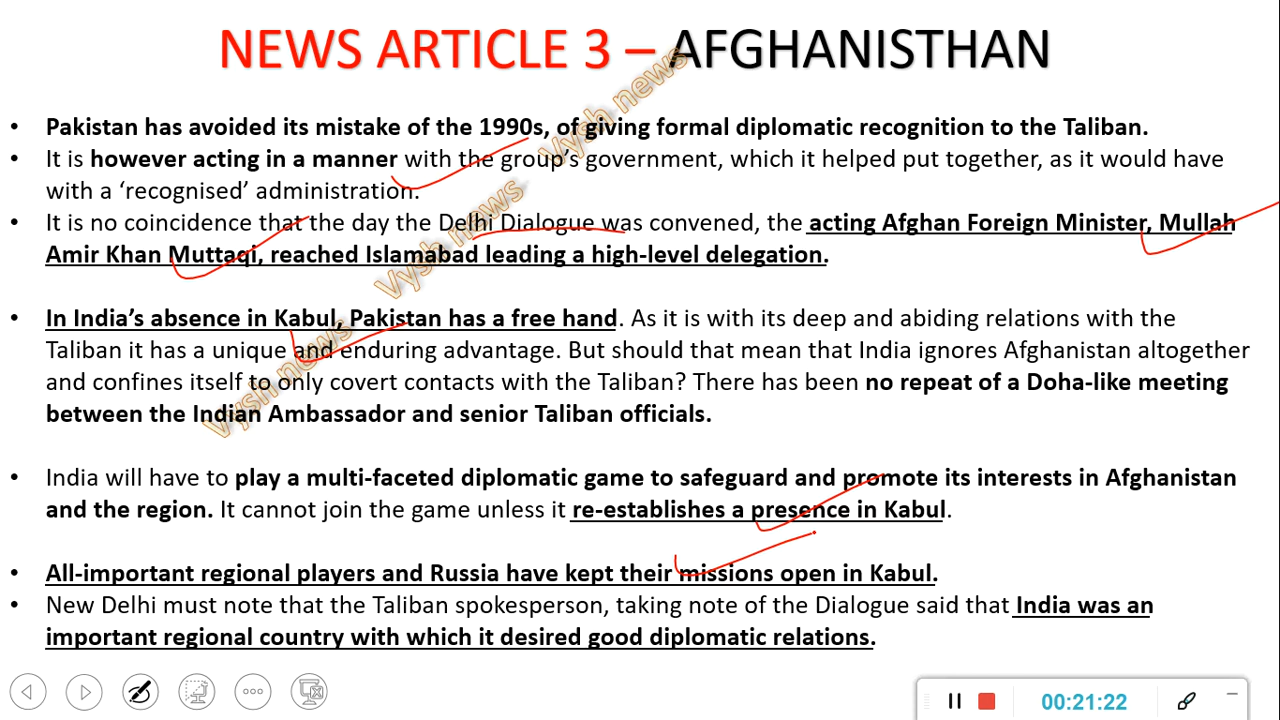 NEWS ARTICLE 3 – AFGHANISTHAN
• Pakistan has avoided its mistake of the 1990s, of giving formal diplomatic recognition to the Taliban.
• It is however acting in a manner with the group's government, which it helped put together, as it would have
with a ‘recognised’ administration.
• It is no coincidence that the day the Delhi Dialogue was convened, the acting Afghan Foreign Minister, Mullah
Amir Khan Muttaqi, reached Islamabad leading a high-level delegation.
• In India’s absence in Kabul, Pakistan has a free hand. As it is with its deep and abiding relations with the
Taliban it has a unique and enduring advantage. But should that mean that India ignores Afghanistan altogether
and confines itself to only covert contacts with the Taliban? There has been no repeat of a Doha-like meeting
between the Indian Ambassador and senior Taliban officials.
• India will have to play a multi-faceted diplomatic game to safeguard and promote its interests in Afghanistan
and the region. It cannot join the game unless it re-establishes a presence in Kabul.
• All-important regional players and Russia have kept their missions open in Kabul.
• New Delhi must note that the Taliban spokesperson, taking note of the Dialogue said that India was an
important regional country with which it desired good diplomatic relations.
Vysh news
Vysh news
Vysh news
00:21:22